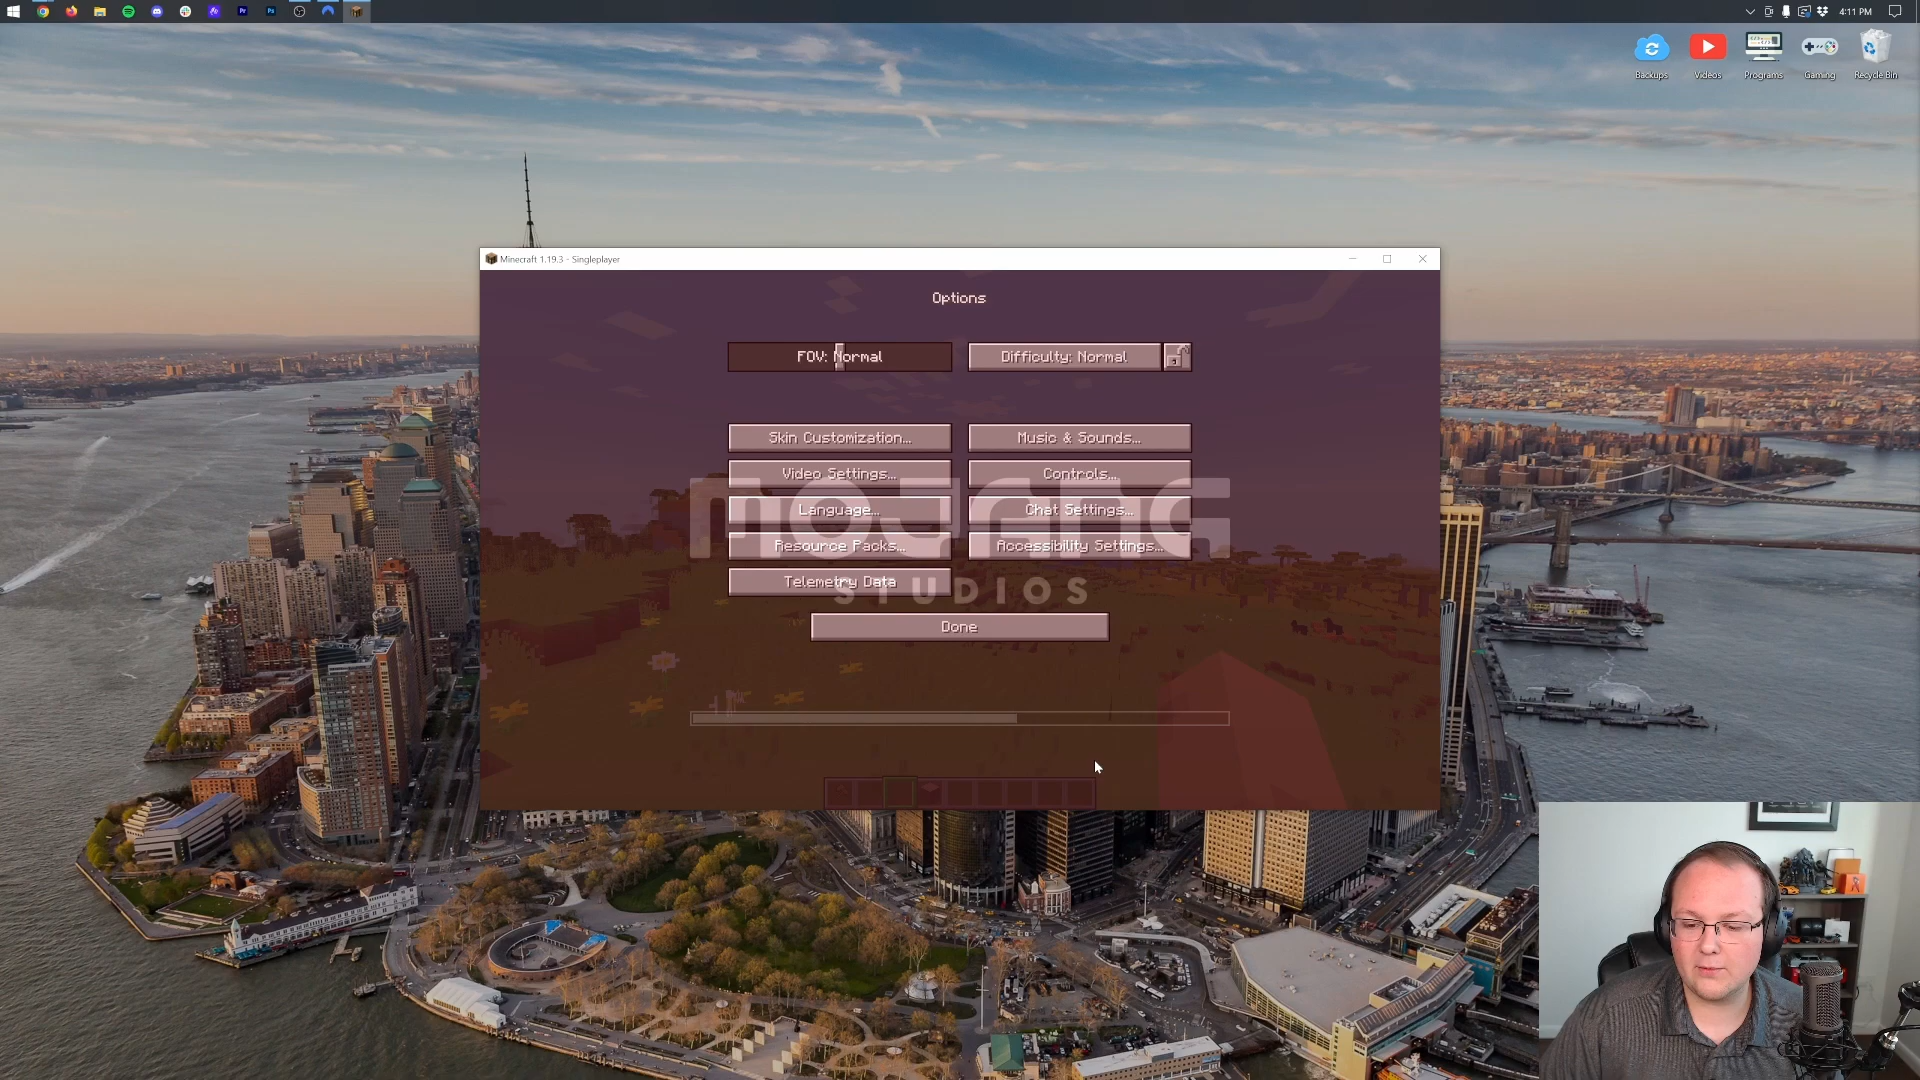 4:11 PM
Backups
Videos
Programs
Gaming
Recycle Bin
Minecraft 1.19.3 - Singleplayer
Options
FOV: Normal
Difficulty: Normal
Skin Customization...
Music & Sounds...
Video Settings...
Controls...
MOJANG
Language...
Chat Settings...
Resource Packs...
Accessibility Settings...
Telemetry Data
STUDIOS
Done